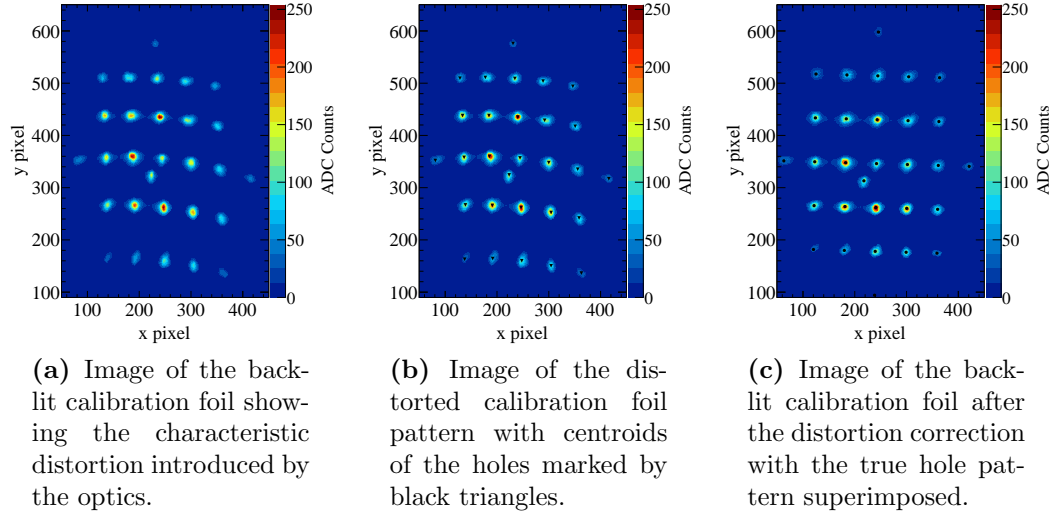 600
500
400
300
200
100
100 200 300 400
x pixel
y pixel
250
200
150
100
50
0
ADC Counts
600
500
400
300
200
100
100 200 300 400
x pixel
y pixel
250
200
150
100
50
0
ADC Counts
600
500
400
300
200
100
100 200 300 400
x pixel
y pixel
250
200
150
100
50
0
ADC Counts
(a) Image of the back-
lit calibration foil show-
ing the characteristic
distortion introduced by
the optics.
(b) Image of the dis-
torted calibration foil
pattern with centroids
of the holes marked by
black triangles.
(c) Image of the back-
lit calibration foil after
the distortion correction
with the true hole pat-
tern superimposed.